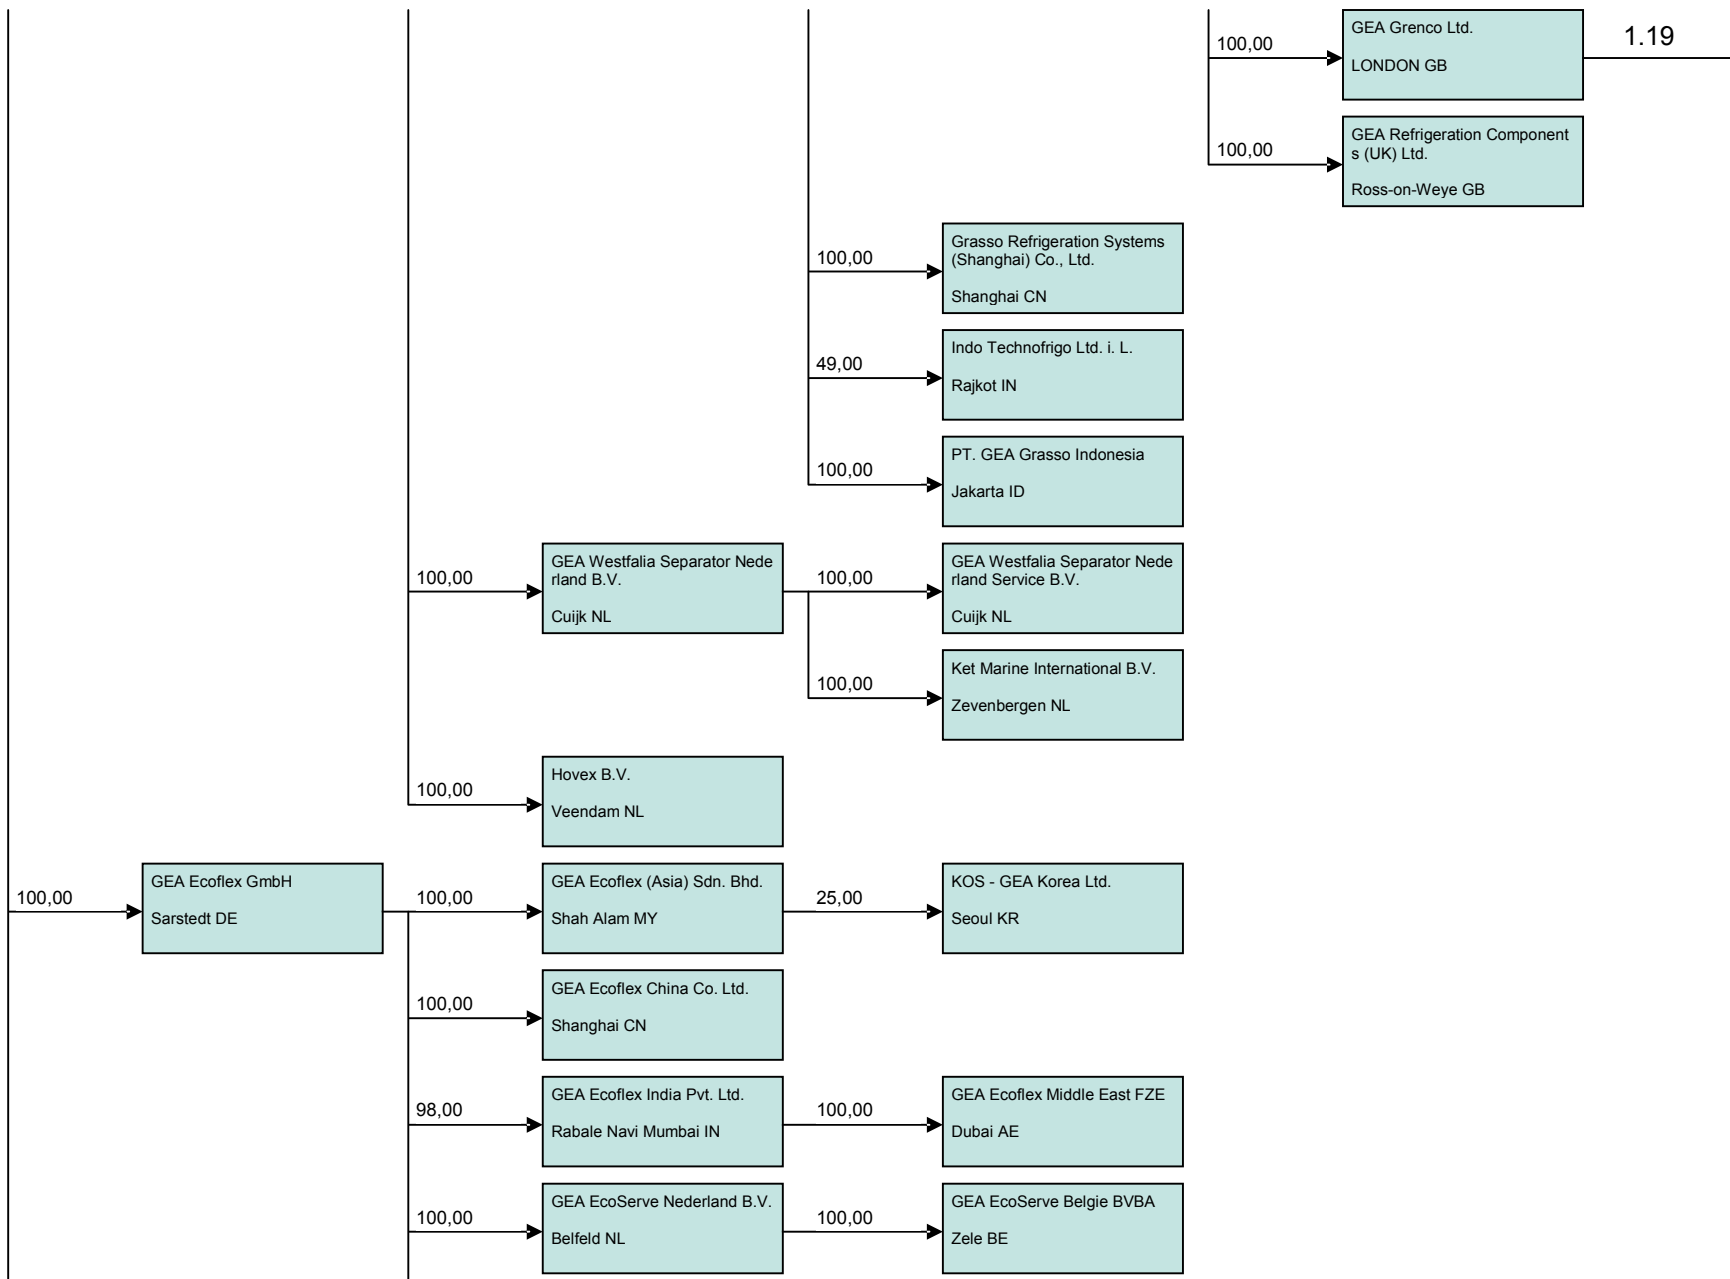 100,00
GEA Grenco Ltd.
LONDON GB
1.19
100,00
GEA Refrigeration Component
s (UK) Ltd.
Ross-on-Weye GB
100,00
Grasso Refrigeration Systems
(Shanghai) Co., Ltd.
Shanghai CN
49,00
Indo Technofrigo Ltd. i. L.
Rajkot IN
100,00
PT. GEA Grasso Indonesia
Jakarta ID
100,00
GEA Westfalia Separator Nede
rland B.V.
Cuijk NL
100,00
GEA Westfalia Separator Nede
rland Service B.V.
Cuijk NL
100,00
Ket Marine International B.V.
Zevenbergen NL
100,00
Hovex B.V.
Veendam NL
100,00
GEA Ecoflex GmbH
Sarstedt DE
100,00
GEA Ecoflex (Asia) Sdn. Bhd.
Shah Alam MY
25,00
KOS - GEA Korea Ltd.
Seoul KR
100,00
GEA Ecoflex China Co. Ltd.
Shanghai CN
98,00
GEA Ecoflex India Pvt. Ltd.
Rabale Navi Mumbai IN
100,00
GEA Ecoflex Middle East FZE
Dubai AE
100,00
GEA EcoServe Nederland B.V.
Belfeld NL
100,00
GEA EcoServe Belgie BVBA
Zele BE